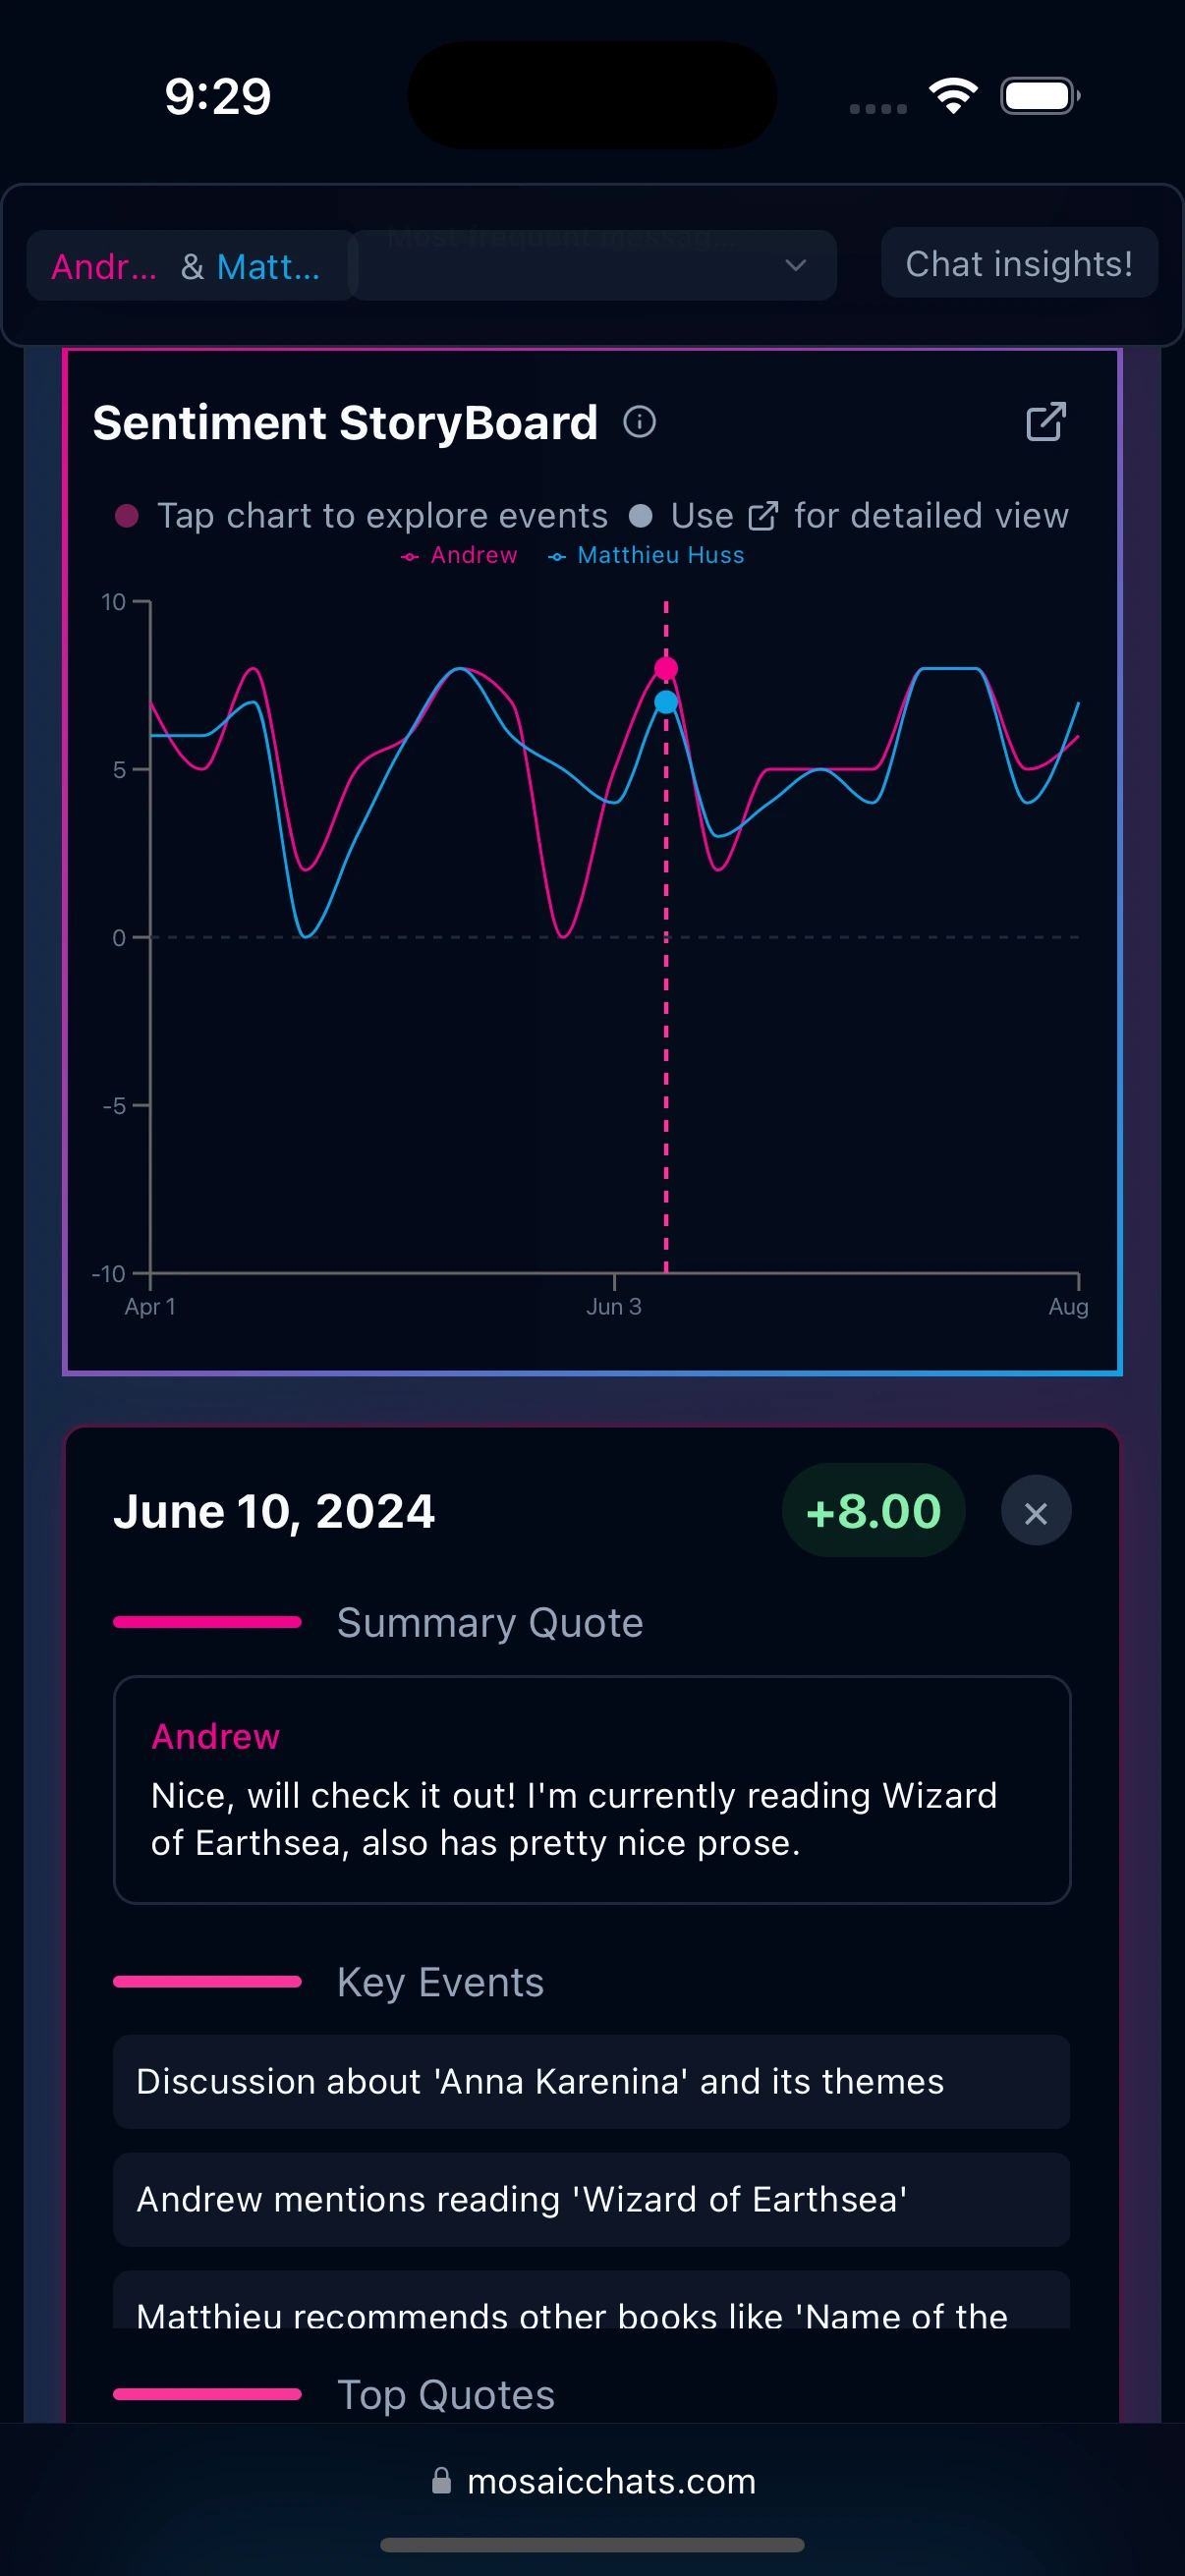 9:29
Andr... & Matt...
Most frequent messag...
Chat insights!
Sentiment StoryBoard
Tap chart to explore events
Use for detailed view
Andrew
Matthieu Huss
10
5
0
-5
-10
Apr 1
Jun 3
Aug
June 10, 2024
+8.00
Summary Quote
Andrew
Nice, will check it out! I'm currently reading Wizard
of Earthsea, also has pretty nice prose.
Key Events
Discussion about 'Anna Karenina' and its themes
Andrew mentions reading 'Wizard of Earthsea'
Matthieu recommends other books like 'Name of the
Top Quotes
mosaicchats.com